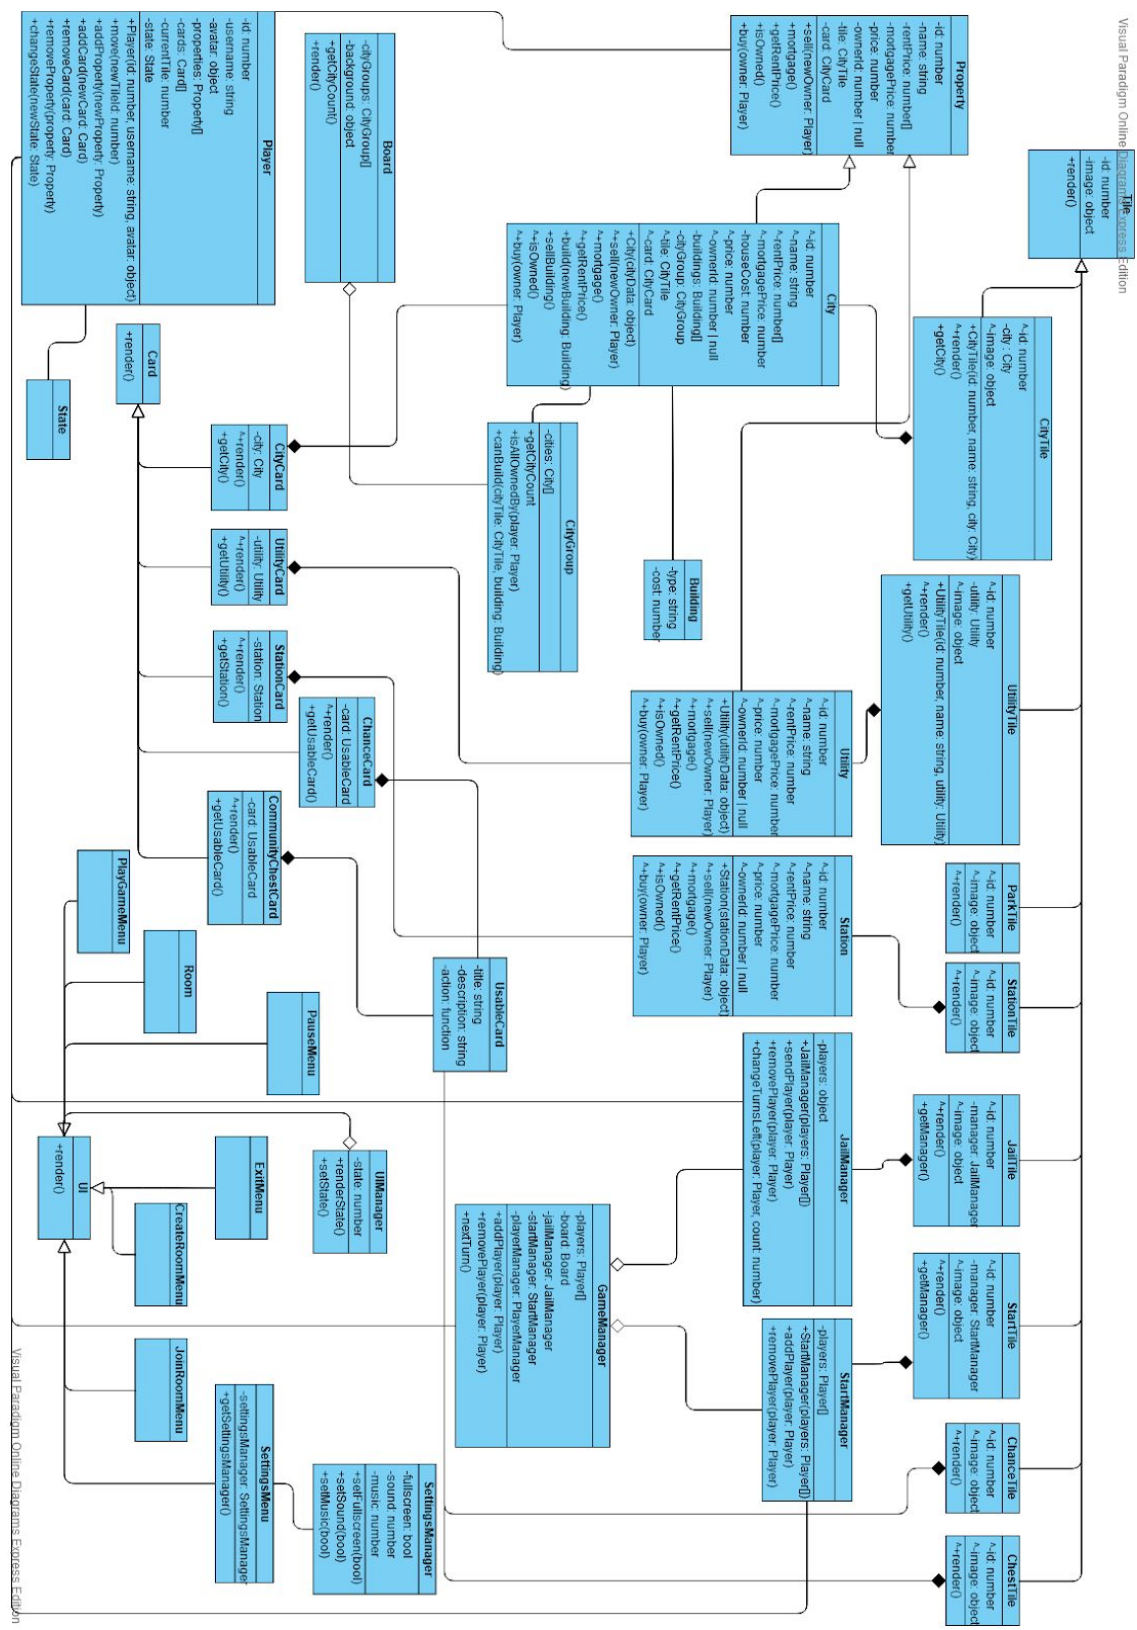 Visual Paradigm Online Diagrams Express Edition
Tile
-id: number
-image: object
+render()
CityTile
^-id: number
-city : City
^-image: object
+CityTile(id: number, name: string, city: City)
^+render()
+getCity()
UtilityTile
^-id: number
-utility: Utility
^-image: object
+UtilityTile(id: number, name: string, utility: Utility)
^+render()
+getUtility()
ParkTile
^-id: number
^-image: object
^+render()
StationTile
^-id: number
^-image: object
^+render()
JailTile
^-id: number
-manager: JailManager
^-image: object
^+render()
+getManager()
StartTile
^-id: number
-manager: StartManager
^-image: object
^+render()
+getManager()
ChanceTile
^-id: number
^-image: object
^+render()
ChestTile
^-id: number
^-image: object
^+render()
Property
-id: number
-name: string
-rentPrice: number[]
-mortgagePrice: number
-price: number
-ownerId: number | null
-tile: CityTile
-card: CityCard
+sell(newOwner: Player)
+mortgage()
+getRentPrice()
+isOwned()
+buy(owner: Player)
City
^-id: number
^-name: string
^-rentPrice: number[]
^-mortgagePrice: number
-houseCost: number
^-price: number
^-ownerId: number | null
-buildings: Building[]
-cityGroup: CityGroup
^-tile: CityTile
^-card: CityCard
+City(cityData: object)
^+sell(newOwner: Player)
^+mortgage()
^+getRentPrice()
+build(newBuilding: Building)
+sellBuilding()
^+isOwned()
^+buy(owner: Player)
Building
-type: string
-cost: number
Utility
^-id: number
^-name: string
^-rentPrice: number
^-mortgagePrice: number
^-price: number
^-ownerId: number | null
+Utility(utilityData: object)
^+sell(newOwner: Player)
^+mortgage()
^+getRentPrice()
^+isOwned()
^+buy(owner: Player)
Station
^-id: number
^-name: string
^-rentPrice: number
^-mortgagePrice: number
^-price: number
^-ownerId: number | null
+Station(stationData: object)
^+sell(newOwner: Player)
^+mortgage()
^+getRentPrice()
^+isOwned()
^+buy(owner: Player)
JailManager
-players: object
+JailManager(players: Player[])
+sendPlayer(player: Player)
+removePlayer(player: Player)
+changeTurnsLeft(player: Player, count: number)
StartManager
-players: Player[]
+StartManager(players: Player[])
+addPlayer(player: Player)
+removePlayer(player: Player)
CityGroup
-cities: City[]
+getCityCount
+isAllOwnedBy(player: Player)
+canBuild(cityTile: CityTile, building: Building)
GameManager
-players: Player[]
-board: Board
-jailManager: JailManager
-startManager: StartManager
-playerManager: PlayerManager
+addPlayer(player: Player)
+removePlayer(player: Player)
+nextTurn()
UsableCard
-title: string
-description: string
-action: function
Board
-cityGroups: CityGroup[]
-background: object
+getCityCount()
+render()
Player
-id: number
-username: string
-avatar: object
-properties: Property[]
-cards: Card[]
-currentTile: number
-state: State
+Player(id: number, username: string, avatar: object)
+move(newTileId: number)
+addProperty(newProperty: Property)
+addCard(newCard: Card)
+removeCard(card: Card)
+removeProperty(property: Property)
+changeState(newState: State)
State
Card
+render()
CityCard
-city: City
^+render()
+getCity()
UtilityCard
-utility: Utility
^+render()
+getUtility()
StationCard
-station: Station
^+render()
+getStation()
ChanceCard
-card: UsableCard
^+render()
+getUsableCard()
CommunityChestCard
-card: UsableCard
^+render()
+getUsableCard()
PlayGameMenu
Room
PauseMenu
UIManager
-state: number
+renderState()
+setState()
UI
+render()
ExitMenu
CreateRoomMenu
JoinRoomMenu
SettingsMenu
-settingsManager: SettingsManager
+getSettingsManager()
SettingsManager
-fullscreen: bool
-sound: number
-music: number
+setFullscreen(bool)
+setSound(bool)
+setMusic(bool)
Visual Paradigm Online Diagrams Express Edition